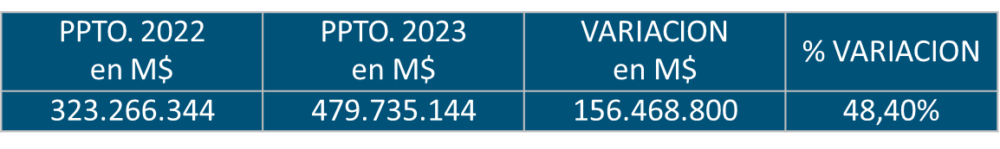 PPTO. 2022
en M$
PPTO. 2023
en M$
VARIACION
en M$
% VARIACION
323.266.344
479.735.144
156.468.800
48,40%